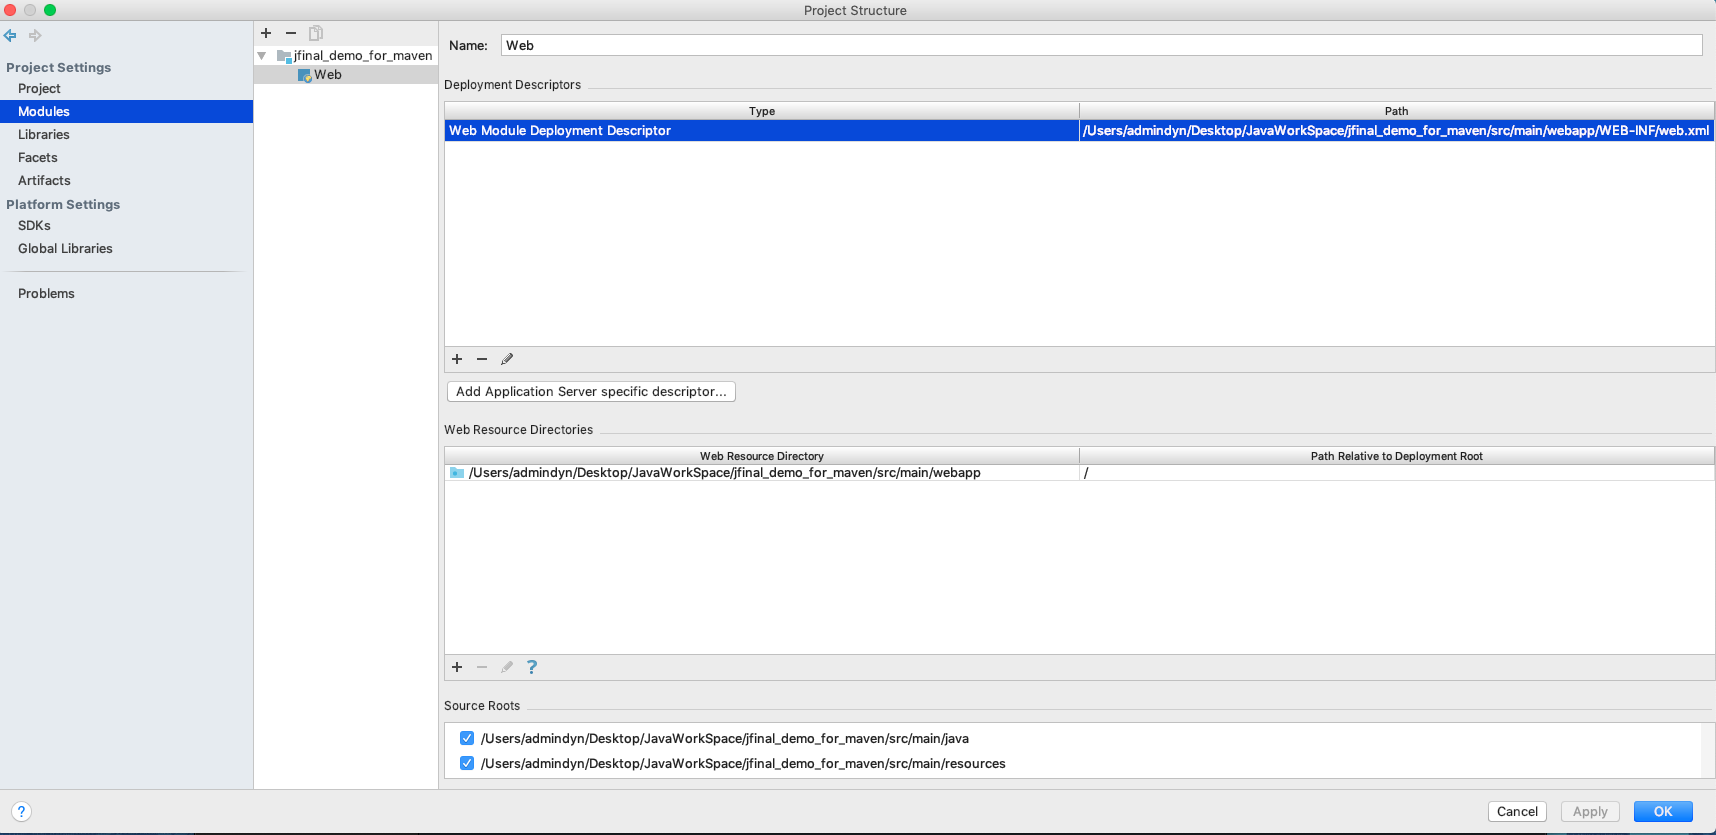 Project Structure
Project Settings
Project
Modules
Libraries
Facets
Artifacts
Platform Settings
SDKs
Global Libraries
Problems
jfinal_demo_for_maven
Web
Name: Web
Deployment Descriptors
Type Path
Web Module Deployment Descriptor /Users/admindyn/Desktop/JavaWorkSpace/jfinal_demo_for_maven/src/main/webapp/WEB-INF/web.xml
Add Application Server specific descriptor...
Web Resource Directories
Web Resource Directory Path Relative to Deployment Root
/Users/admindyn/Desktop/JavaWorkSpace/jfinal_demo_for_maven/src/main/webapp /
Source Roots
/Users/admindyn/Desktop/JavaWorkSpace/jfinal_demo_for_maven/src/main/java
/Users/admindyn/Desktop/JavaWorkSpace/jfinal_demo_for_maven/src/main/resources
Cancel Apply OK